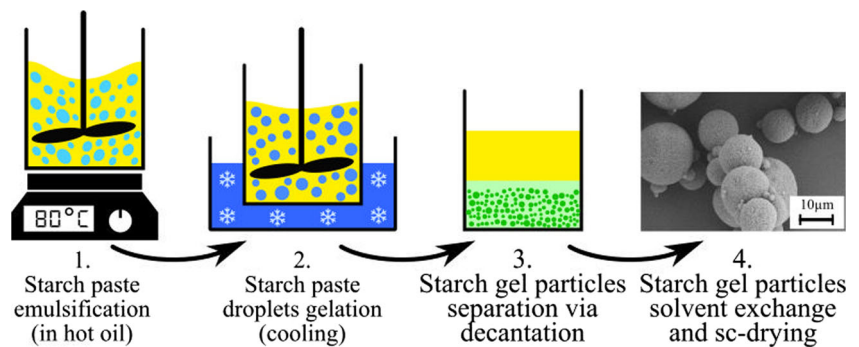 80°C
10μm
1.
Starch paste
emulsification
(in hot oil)
2.
Starch paste
droplets gelation
(cooling)
3.
Starch gel particles
separation via
decantation
4.
Starch gel particles
solvent exchange
and sc-drying